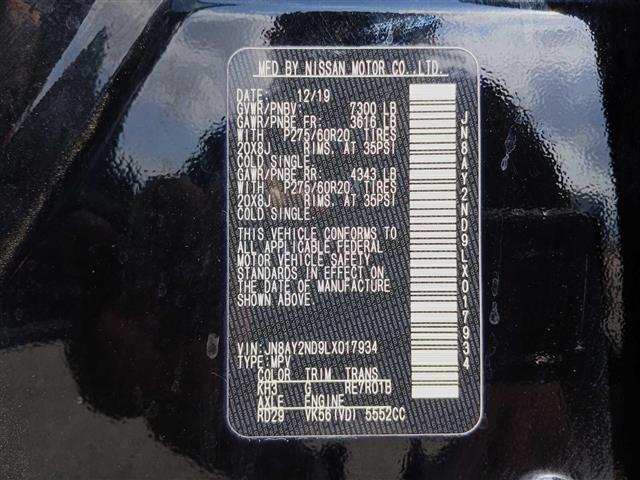 MFD BY NISSAN MOTOR CO.,LTD.
DATE: 12/19
GVWR/PNBV 7300 LB
GAWR/PNBE FR: 3616 LB
WITH P275/60R20 TIRES
20X8J RIMS. AT 35PSI
COLD SINGLE.
GAWR/PNBE RR: 4343 LB
WITH P275/60R20 TIRES
20X8J RIMS. AT 35PSI
COLD SINGLE.
THIS VEHICLE CONFORMS TO
ALL APPLICABLE FEDERAL
MOTOR VEHICLE SAFETY
STANDARDS IN EFFECT ON
THE DATE OF MANUFACTURE
SHOWN ABOVE.
VIN:JN8AY2ND9LX017934
TYPE:MPV
COLOR TRIM TRANS
KH3 G RE7R01B
AXLE ENGINE
RD29 VK56(VD) 5552CC
JN8AY2ND9LX017934